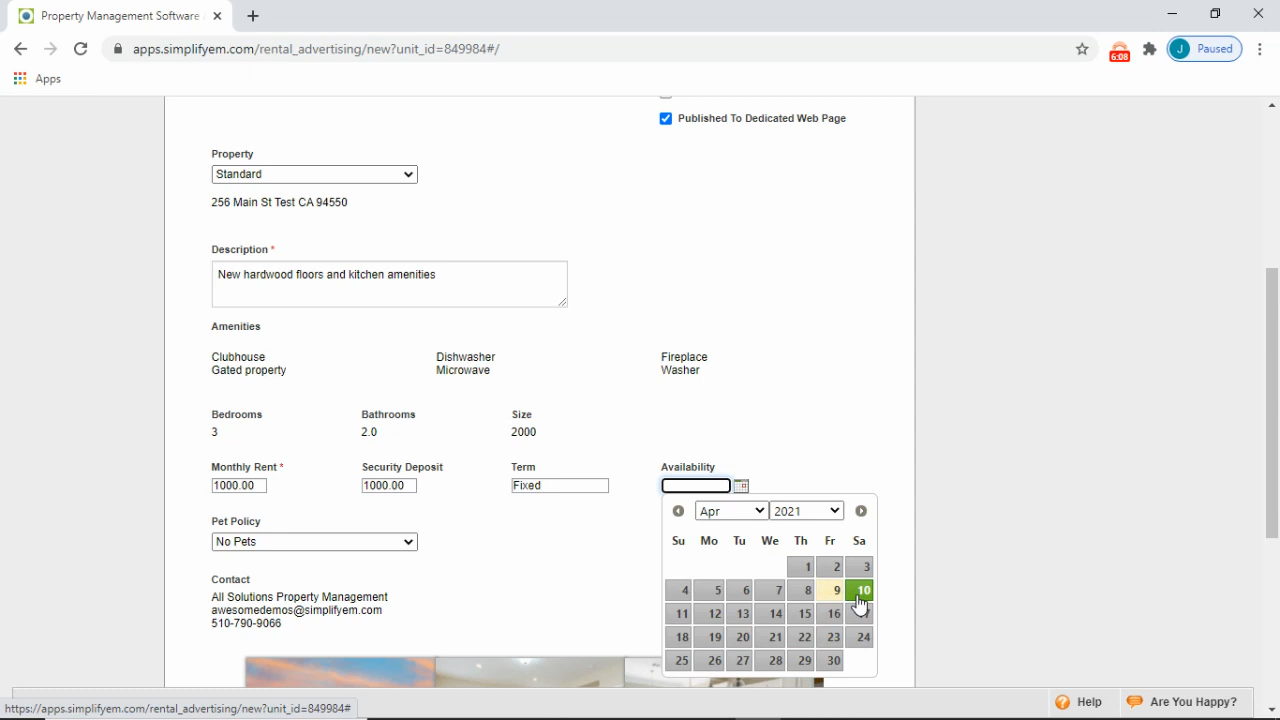 Property Management Software
apps.simplifyem.com/rental_advertising/new?unit_id=849984#/
6:08
J Paused
Apps
Published To Dedicated Web Page
Property
Standard
256 Main St Test CA 94550
Description *
New hardwood floors and kitchen amenities
Amenities
Clubhouse Dishwasher Fireplace
Gated property Microwave Washer
Bedrooms Bathrooms Size
3 2.0 2000
Monthly Rent * Security Deposit Term Availability
1000.00 1000.00 Fixed
Apr 2021
Pet Policy
No Pets
Su Mo Tu We Th Fr Sa
1 2 3
4 5 6 7 8 9 10
11 12 13 14 15 16
18 19 20 21 22 23 24
25 26 27 28 29 30
Contact
All Solutions Property Management
awesomedemos@simplifyem.com
510-790-9066
Help Are You Happy?
https://apps.simplifyem.com/rental_advertising/new?unit_id=849984#